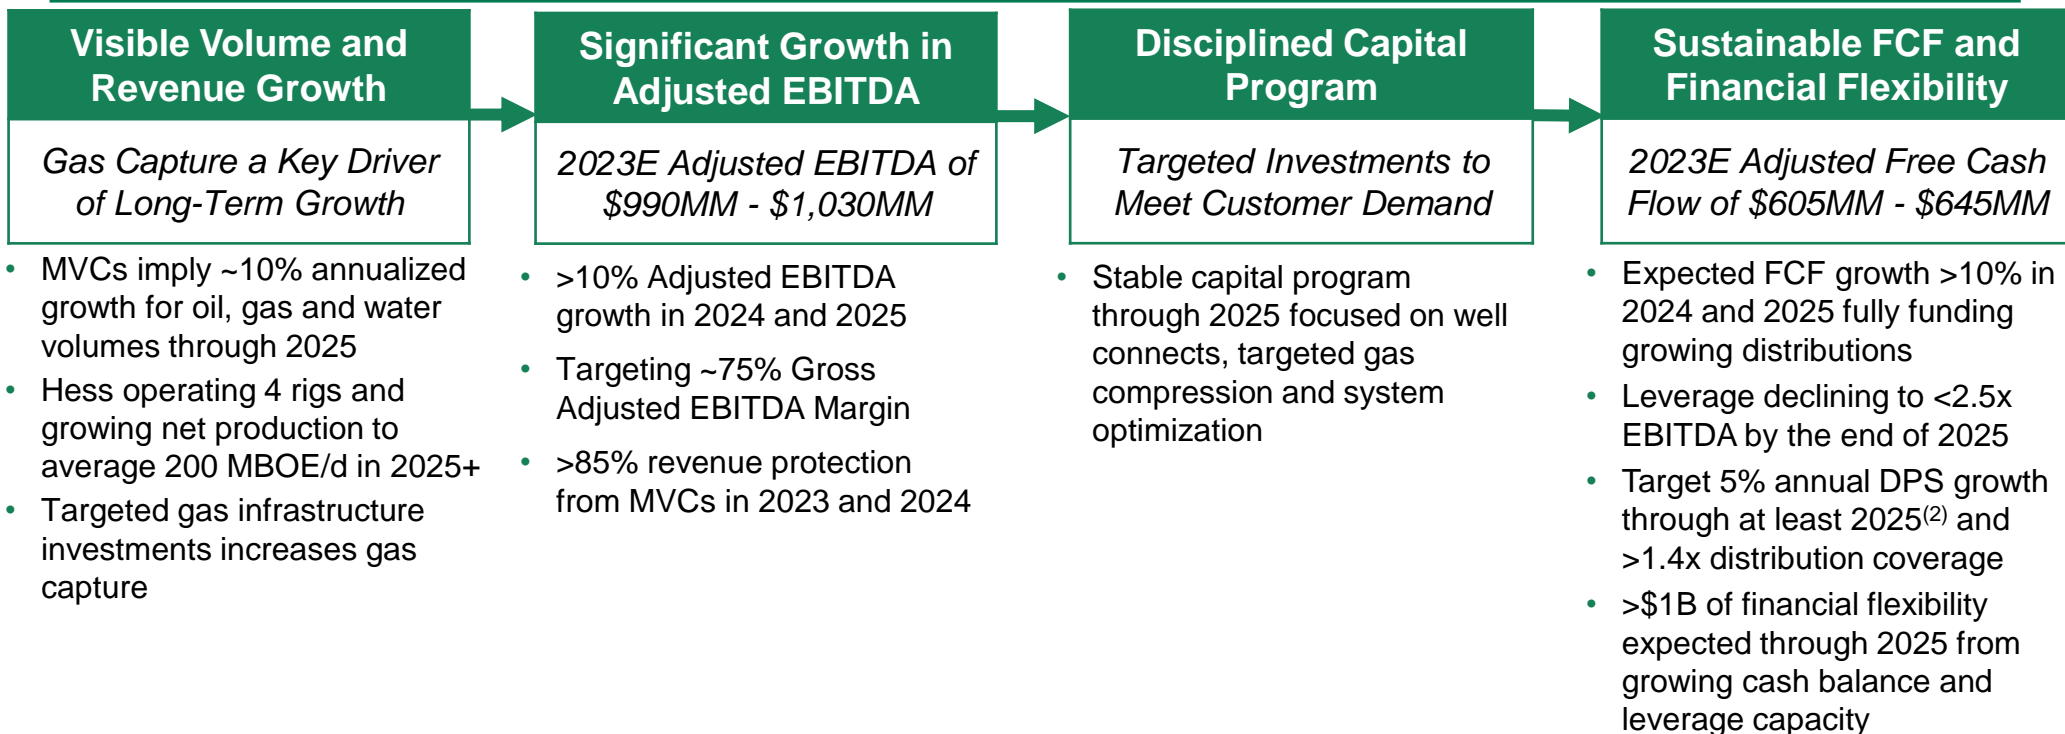 Visible Volume and
Revenue Growth
Gas Capture a Key Driver
of Long-Term Growth
• MVCs imply ~10% annualized
growth for oil, gas and water
volumes through 2025
• Hess operating 4 rigs and
growing net production to
average 200 MBOE/d in 2025+
• Targeted gas infrastructure
investments increases gas
capture
Significant Growth in
Adjusted EBITDA
2023E Adjusted EBITDA of
$990MM - $1,030MM
• >10% Adjusted EBITDA
growth in 2024 and 2025
• Targeting ~75% Gross
Adjusted EBITDA Margin
• >85% revenue protection
from MVCs in 2023 and 2024
Disciplined Capital
Program
Targeted Investments to
Meet Customer Demand
• Stable capital program
through 2025 focused on well
connects, targeted gas
compression and system
optimization
Sustainable FCF and
Financial Flexibility
2023E Adjusted Free Cash
Flow of $605MM - $645MM
• Expected FCF growth >10% in
2024 and 2025 fully funding
growing distributions
• Leverage declining to <2.5x
EBITDA by the end of 2025
• Target 5% annual DPS growth
through at least 2025(2) and
>1.4x distribution coverage
• >$1B of financial flexibility
expected through 2025 from
growing cash balance and
leverage capacity